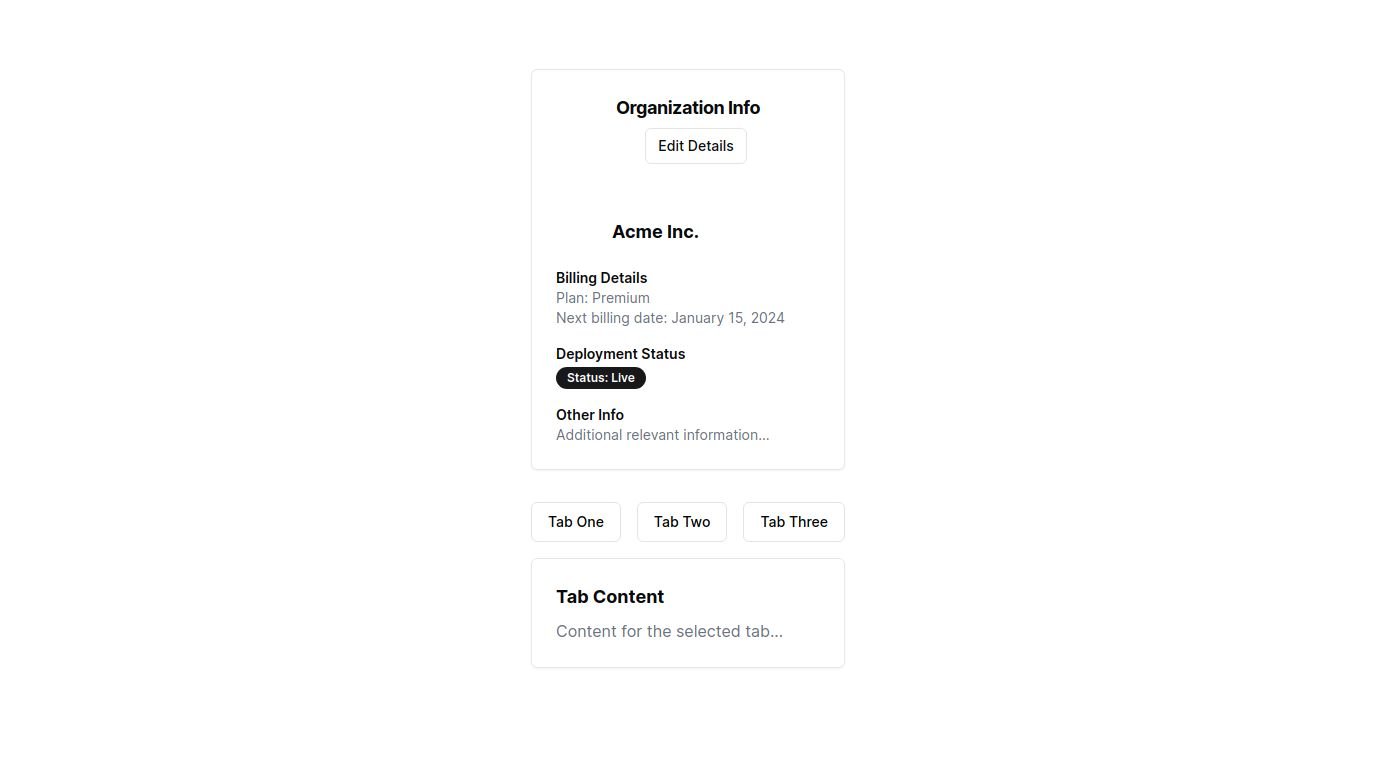 Organization Info
Edit Details
Acme Inc.
Billing Details
Plan: Premium
Next billing date: January 15, 2024
Deployment Status
Status: Live
Other Info
Additional relevant information...
Tab One
Tab Two
Tab Three
Tab Content
Content for the selected tab...